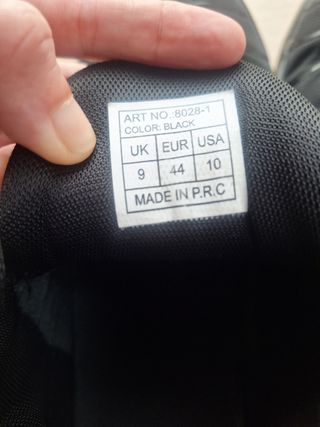 ART NO.:8028-1
COLOR: BLACK
UK EUR USA
9 44 10
MADE IN P.R.C